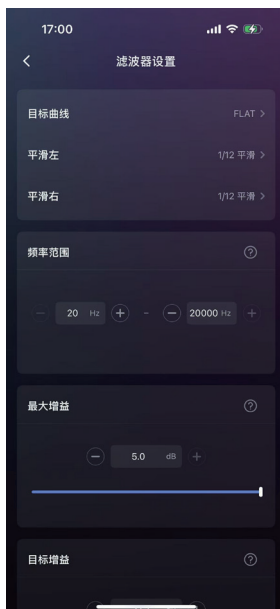 17:00
滤波器设置
目标曲线 FLAT >
平滑左 1/12 平滑 >
平滑右 1/12 平滑 >
频率范围 ?
− 20 Hz + - − 20000 Hz +
最大增益 ?
− 5.0 dB +
目标增益 ?